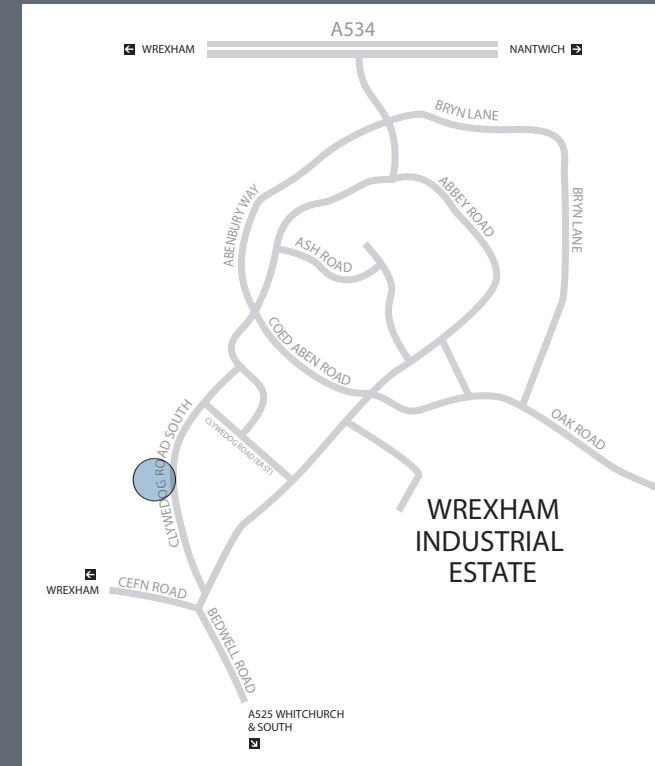 A534
WREXHAM
NANTWICH
BRYN LANE
ABENBURY WAY
ABBEY ROAD
BRYN LANE
ASH ROAD
COED ABEN ROAD
CLYWEDOG ROAD SOUTH
CLYWEDOG ROAD (EAST)
OAK ROAD
WREXHAM
INDUSTRIAL
ESTATE
WREXHAM
CEFN ROAD
BEDWELL ROAD
A525 WHITCHURCH
& SOUTH